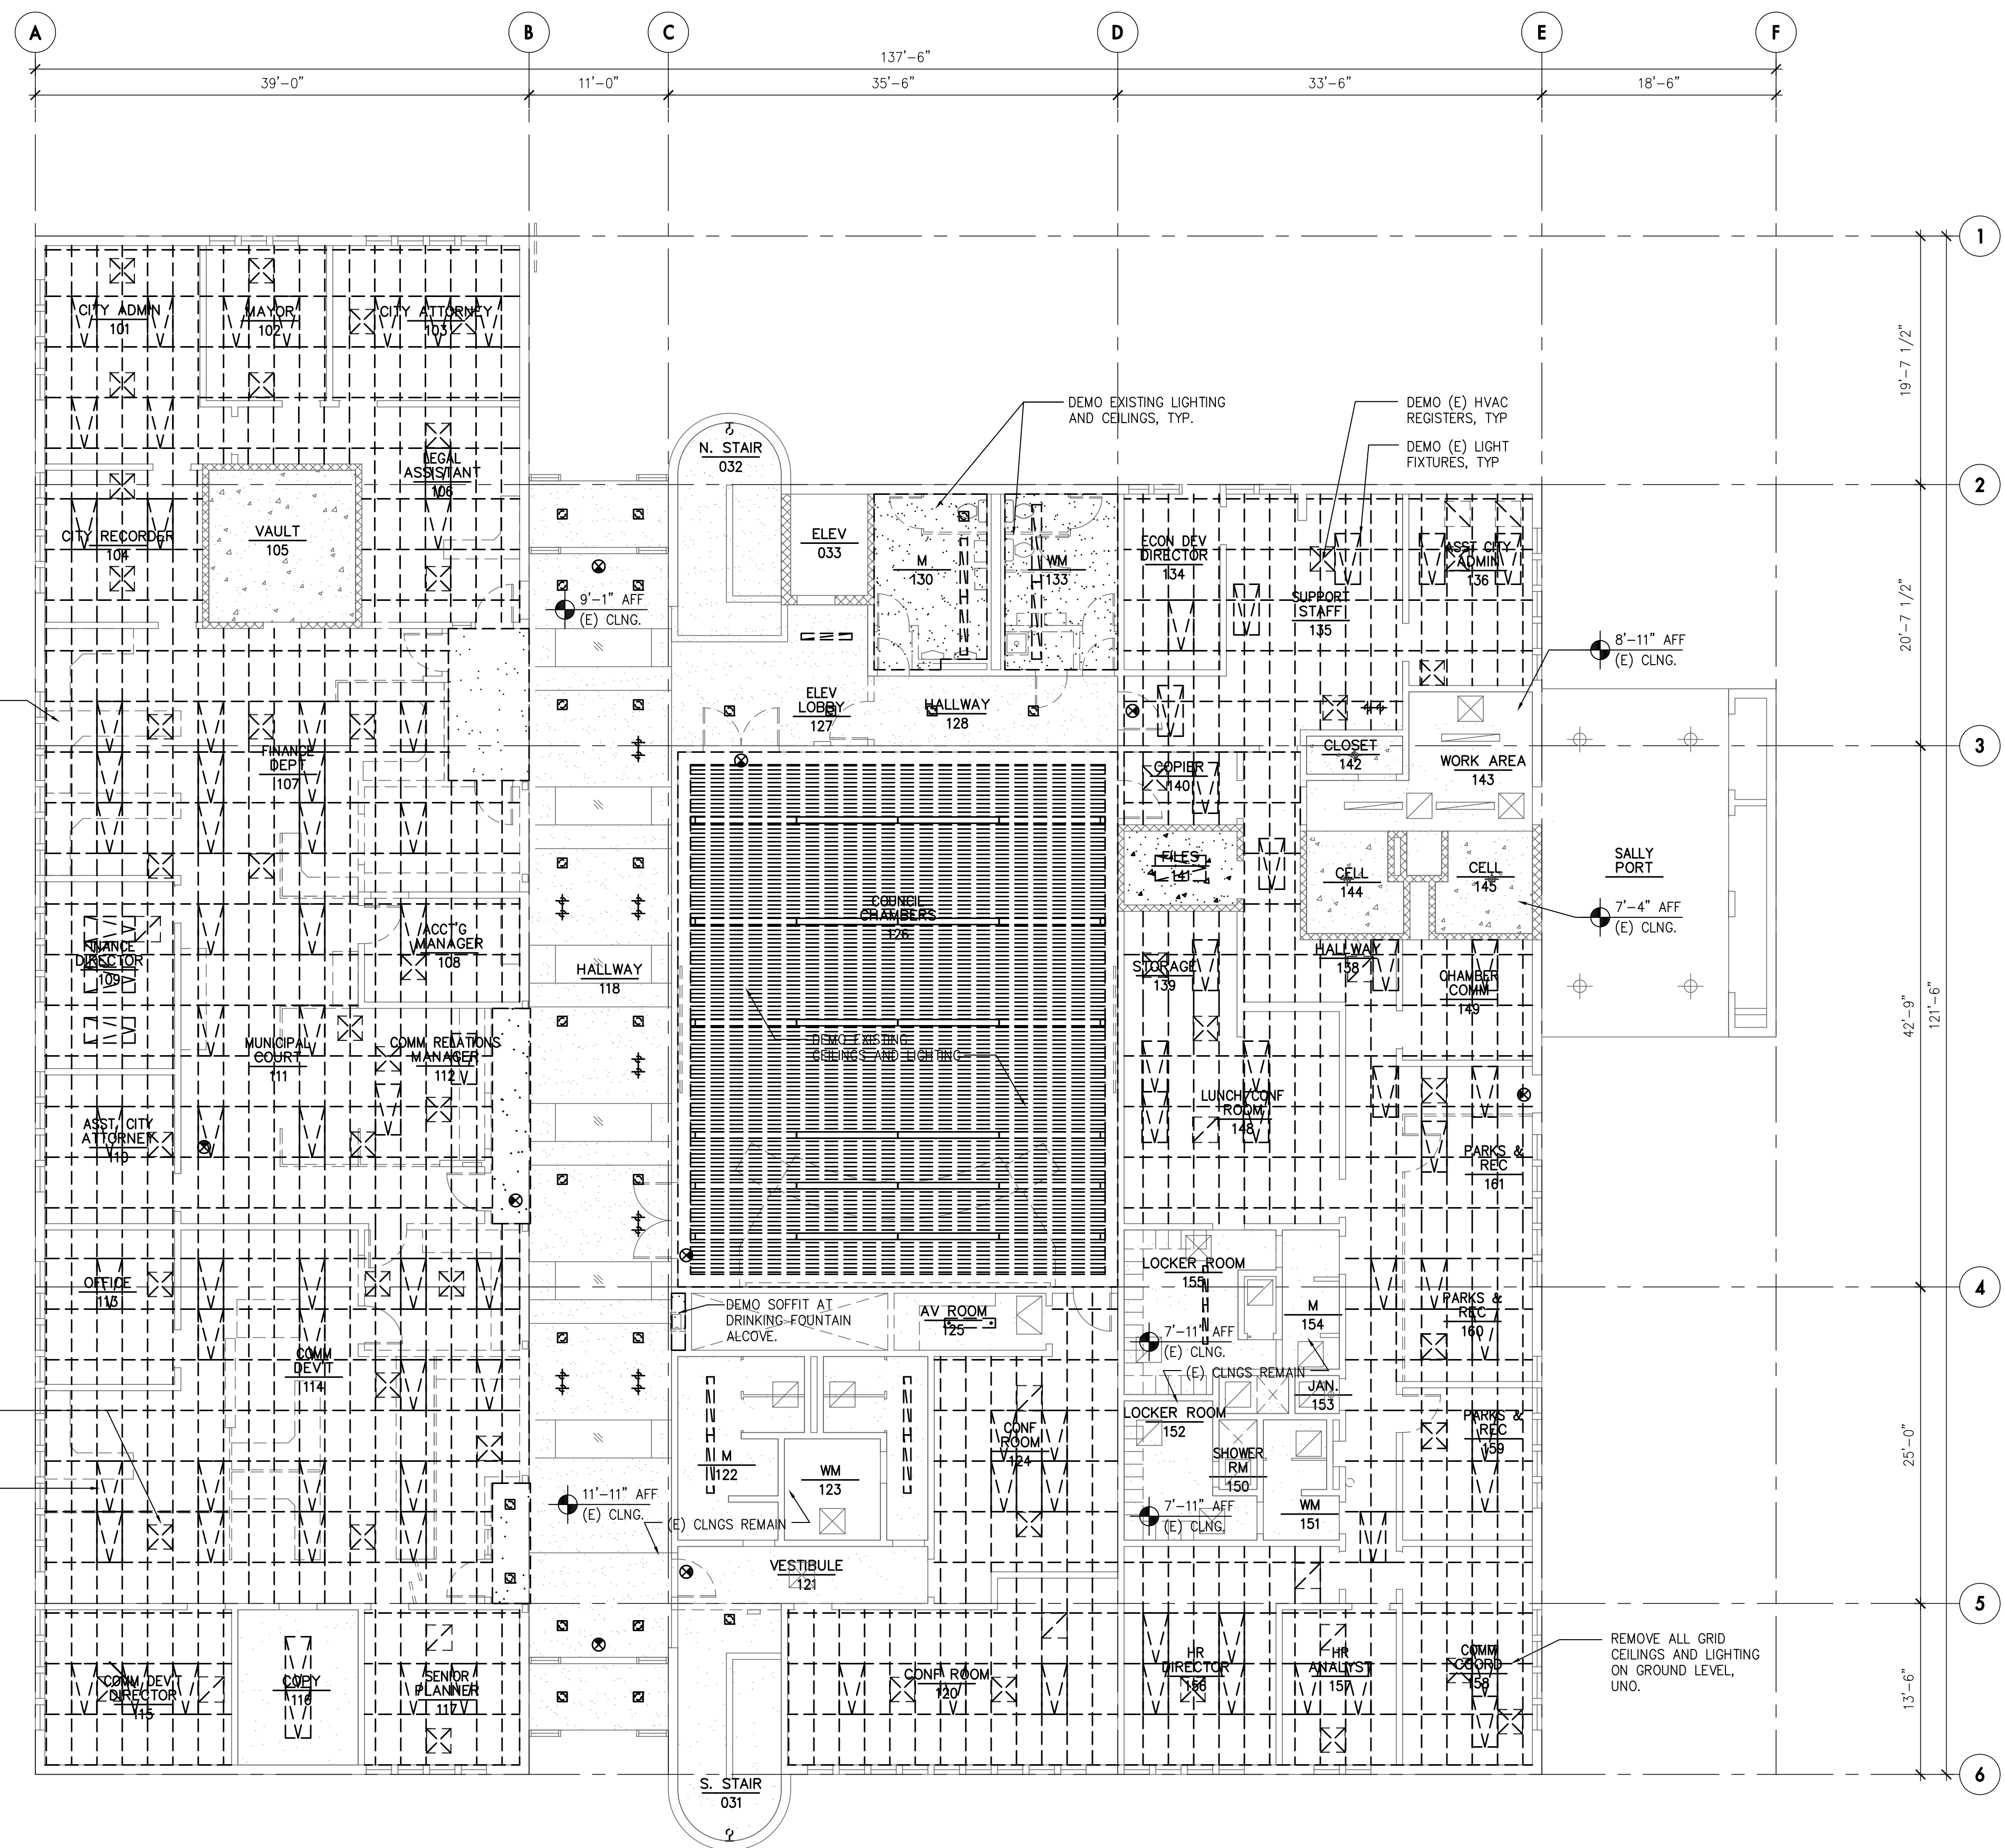 A
B
C
D
E
F
137'-6"
39'-0"
11'-0"
35'-6"
33'-6"
18'-6"
1
19'-7 1/2"
CITY ADMIN
101
MAYOR
102
CITY ATTORNEY
103
DEMO EXISTING LIGHTING
AND CEILINGS, TYP.
DEMO (E) HVAC
REGISTERS, TYP
DEMO (E) LIGHT
FIXTURES, TYP
N. STAIR
032
LEGAL
ASSISTANT
106
2
VAULT
105
CITY RECORDER
104
ELEV
033
M
130
WM
133
ECON DEV
DIRECTOR
134
SUPPORT
STAFF
135
ASST CITY
ADMIN
136
9'-1" AFF
(E) CLNG.
8'-11" AFF
(E) CLNG.
20'-7 1/2"
ELEV
LOBBY
127
HALLWAY
128
3
FINANCE
DEPT
107
CLOSET
142
WORK AREA
143
COPIER
140
FILES
141
CELL
144
CELL
145
SALLY
PORT
7'-4" AFF
(E) CLNG.
COUNCIL
CHAMBERS
126
ACCT'G
MANAGER
108
FINANCE
DIRECTOR
109
HALLWAY
118
STORAGE
139
HALLWAY
138
CHAMBER
COMM
149
42'-9"
121'-6"
MUNICIPAL
COURT
111
COMM RELATIONS
MANAGER
112
DEMO EXISTING
CEILINGS AND LIGHTING
LUNCH/CONF
ROOM
148
ASST. CITY
ATTORNEY
110
PARKS &
REC
161
OFFICE
113
LOCKER ROOM
155
4
DEMO SOFFIT AT
DRINKING FOUNTAIN
ALCOVE.
AV ROOM
125
M
154
PARKS &
REC
160
7'-11" AFF
(E) CLNG.
(E) CLNGS REMAIN
COMM
DEV'T
114
JAN.
153
LOCKER ROOM
152
PARKS &
REC
159
CONF
ROOM
124
SHOWER
RM
150
M
122
WM
123
25'-0"
11'-11" AFF
(E) CLNG.
(E) CLNGS REMAIN
7'-11" AFF
(E) CLNG.
WM
151
VESTIBULE
121
5
REMOVE ALL GRID
CEILINGS AND LIGHTING
ON GROUND LEVEL,
UNO.
COMM DEV'T
DIRECTOR
115
COPY
116
SENIOR
PLANNER
117
CONF ROOM
120
HR
DIRECTOR
156
HR
ANALYST
157
COMM
COORD
158
13'-6"
S. STAIR
031
6